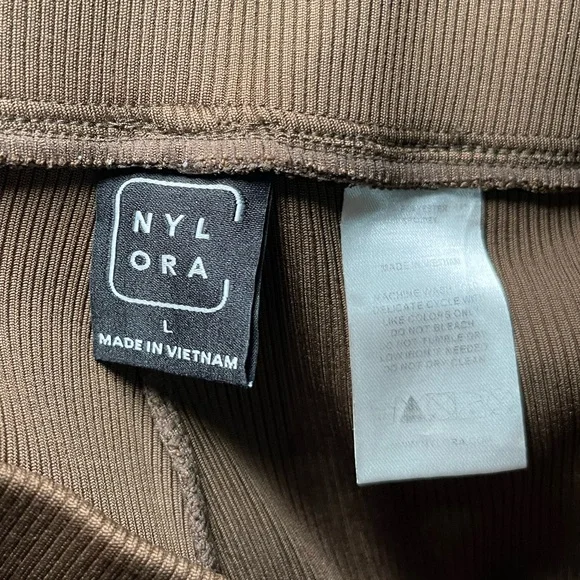 NYL
ORA
L
MADE IN VIETNAM
MADE IN VIETNAM
MACHINE WASH
DELICATE CYCLE
LIKE COLORS ONLY
DO NOT BLEACH
DO NOT TUMBLE DRY
LOW IRON IF NEEDED
DO NOT DRY CLEAN